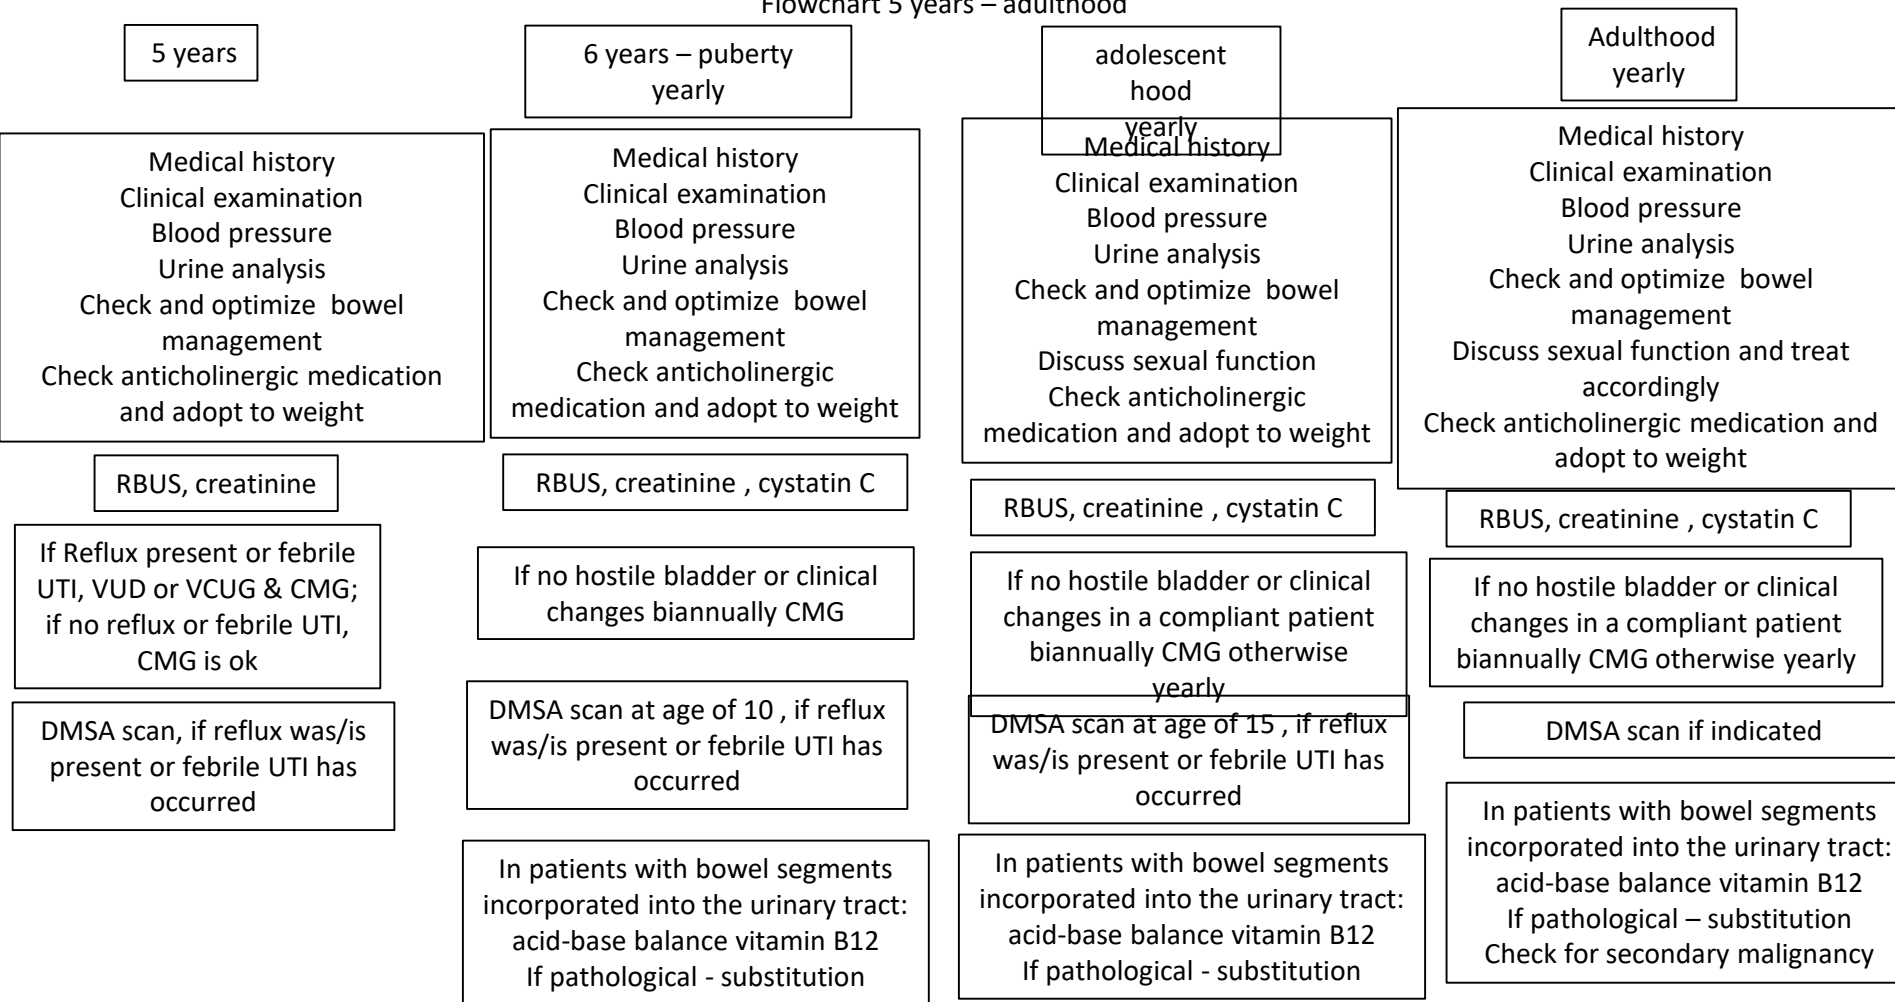 Flowchart 5 years – adulthood
5 years
Medical history
Clinical examination
Blood pressure
Urine analysis
Check and optimize bowel
management
Check anticholinergic medication
and adopt to weight
RBUS, creatinine
If Reflux present or febrile
UTI, VUD or VCUG & CMG;
if no reflux or febrile UTI,
CMG is ok
DMSA scan, if reflux was/is
present or febrile UTI has
occurred
6 years – puberty
yearly
Medical history
Clinical examination
Blood pressure
Urine analysis
Check and optimize bowel
management
Check anticholinergic
medication and adopt to weight
RBUS, creatinine , cystatin C
If no hostile bladder or clinical
changes biannually CMG
DMSA scan at age of 10 , if reflux
was/is present or febrile UTI has
occurred
In patients with bowel segments
incorporated into the urinary tract:
acid-base balance vitamin B12
If pathological - substitution
adolescent
hood
yearly
Medical history
Clinical examination
Blood pressure
Urine analysis
Check and optimize bowel
management
Discuss sexual function
Check anticholinergic
medication and adopt to weight
RBUS, creatinine , cystatin C
If no hostile bladder or clinical
changes in a compliant patient
biannually CMG otherwise
yearly
DMSA scan at age of 15 , if reflux
was/is present or febrile UTI has
occurred
In patients with bowel segments
incorporated into the urinary tract:
acid-base balance vitamin B12
If pathological - substitution
Adulthood
yearly
Medical history
Clinical examination
Blood pressure
Urine analysis
Check and optimize bowel
management
Discuss sexual function and treat
accordingly
Check anticholinergic medication and
adopt to weight
RBUS, creatinine , cystatin C
If no hostile bladder or clinical
changes in a compliant patient
biannually CMG otherwise yearly
DMSA scan if indicated
In patients with bowel segments
incorporated into the urinary tract:
acid-base balance vitamin B12
If pathological – substitution
Check for secondary malignancy